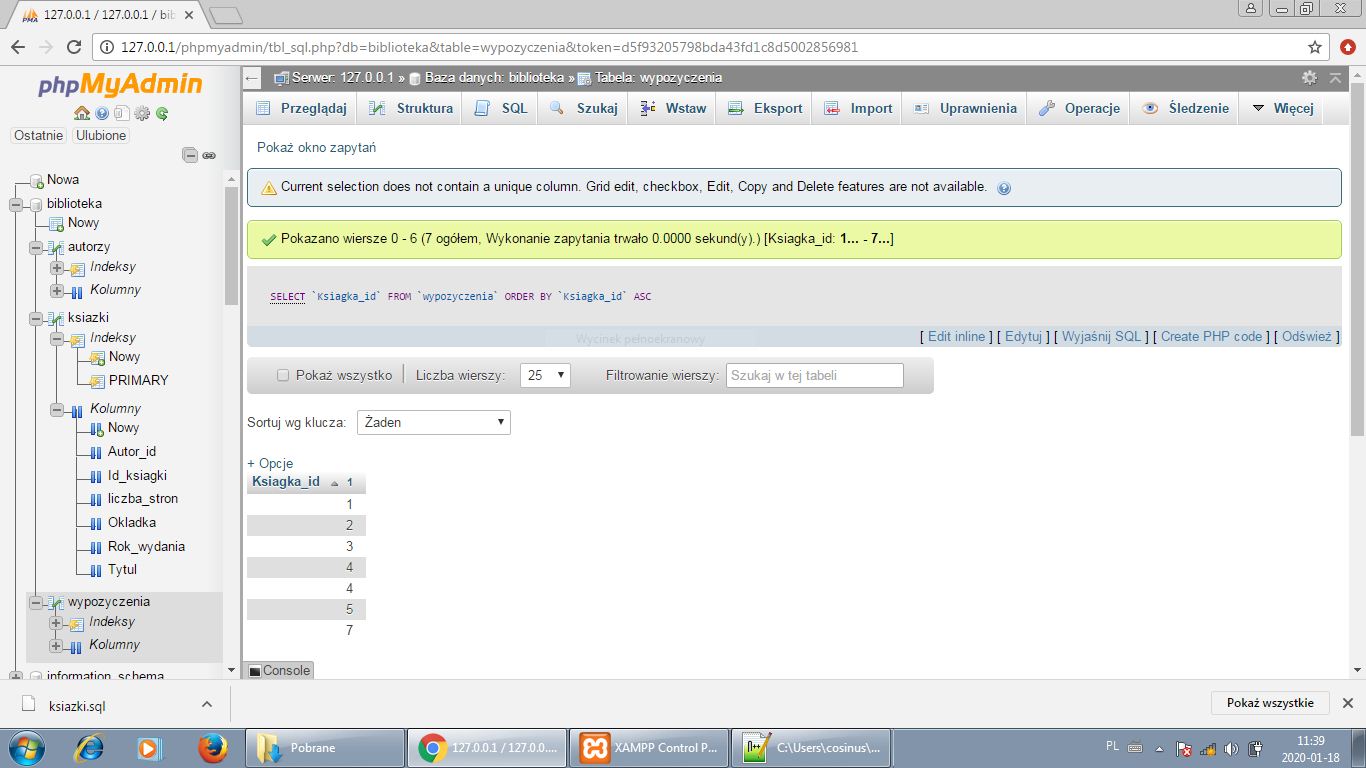 127.0.0.1 / 127.0.0.1 / bib
127.0.0.1/phpmyadmin/tbl_sql.php?db=biblioteka&table=wypozyczenia&token=d5f93205798bda43fd1c8d5002856981
phpMyAdmin
Ostatnie Ulubione
Nowa
biblioteka
Nowy
autorzy
Indeksy
Kolumny
ksiazki
Indeksy
Nowy
PRIMARY
Kolumny
Nowy
Autor_id
Id_ksiagki
liczba_stron
Okladka
Rok_wydania
Tytul
wypozyczenia
Indeksy
Kolumny
information_schema
Serwer: 127.0.0.1 » Baza danych: biblioteka » Tabela: wypozyczenia
Przeglądaj Struktura SQL Szukaj Wstaw Eksport Import Uprawnienia Operacje Śledzenie Więcej
Pokaż okno zapytań
Current selection does not contain a unique column. Grid edit, checkbox, Edit, Copy and Delete features are not available.
Pokazano wiersze 0 - 6 (7 ogółem, Wykonanie zapytania trwało 0.0000 sekund(y).) [Ksiagka_id: 1... - 7...]
SELECT `Ksiagka_id` FROM `wypozyczenia` ORDER BY `Ksiagka_id` ASC
Wycinek pełnoekranowy
[ Edit inline ] [ Edytuj ] [ Wyjaśnij SQL ] [ Create PHP code ] [ Odśwież ]
Pokaż wszystko Liczba wierszy: 25 Filtrowanie wierszy: Szukaj w tej tabeli
Sortuj wg klucza: Żaden
+ Opcje
Ksiagka_id 1
1
2
3
4
4
5
7
Console
ksiazki.sql
Pokaż wszystkie
Pobrane
127.0.0.1 / 127.0.0....
XAMPP Control P...
C:\Users\cosinus\...
PL
11:39
2020-01-18